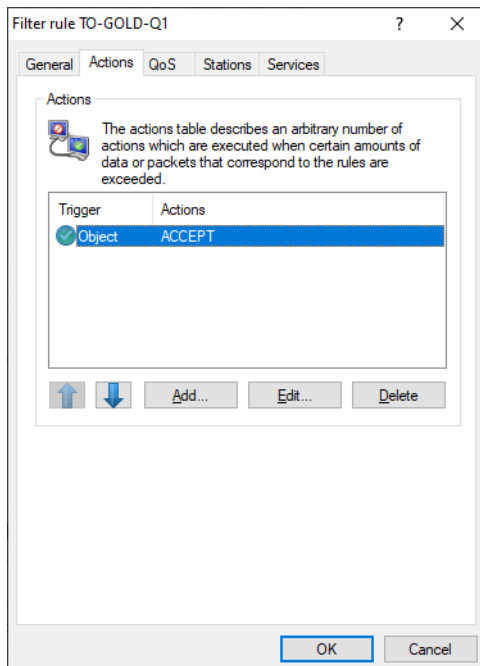 Filter rule TO-GOLD-Q1
?
General Actions QoS Stations Services
Actions
The actions table describes an arbitrary number of
actions which are executed when certain amounts of
data or packets that correspond to the rules are
exceeded.
Trigger Actions
Object ACCEPT
Add... Edit... Delete
OK Cancel